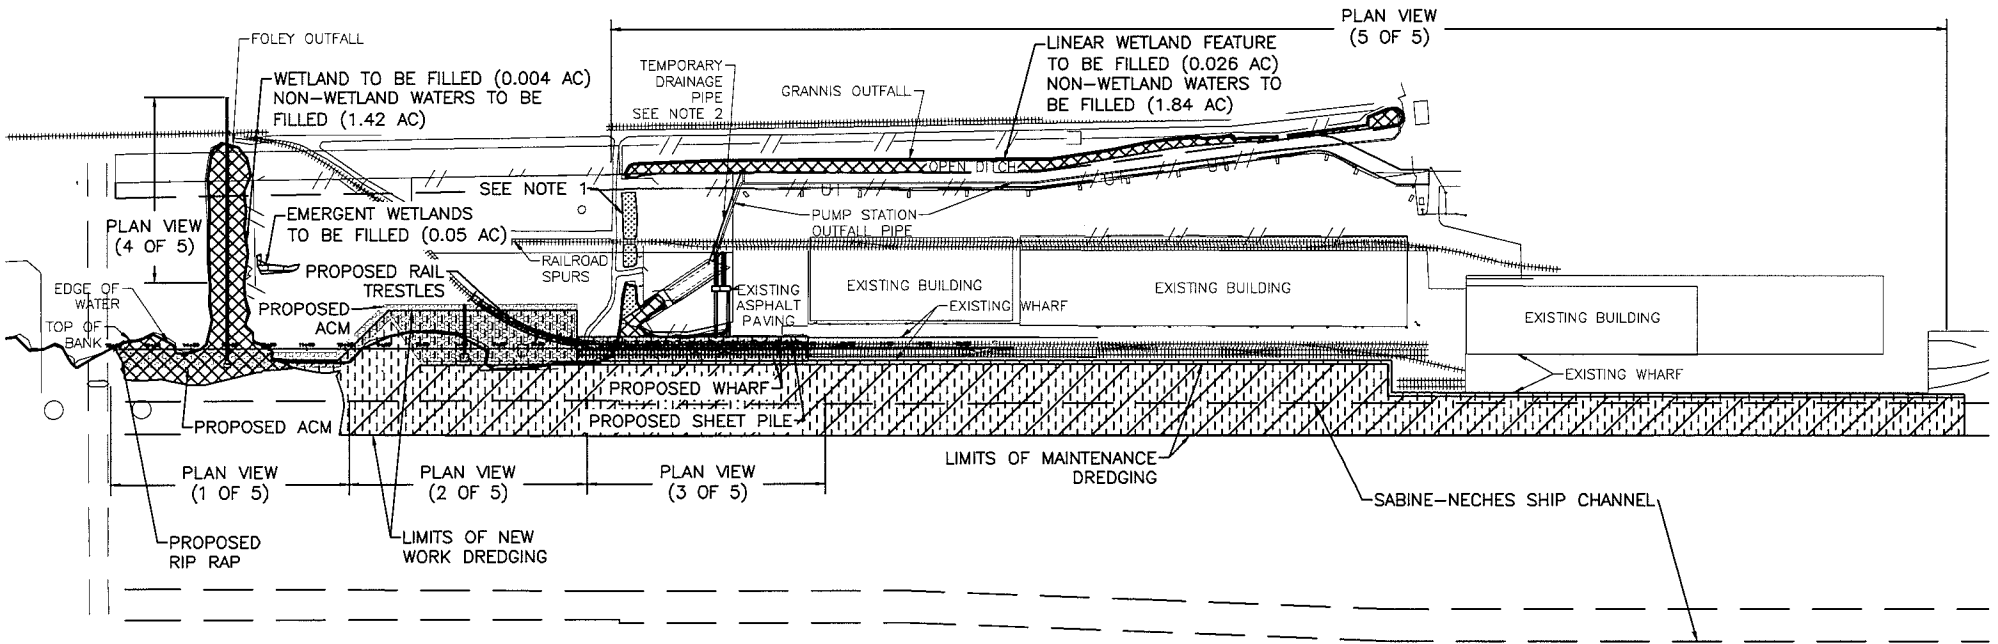 PLAN VIEW
(5 OF 5)
FOLEY OUTFALL
WETLAND TO BE FILLED (0.004 AC)
NON-WETLAND WATERS TO BE
FILLED (1.42 AC)
TEMPORARY
DRAINAGE
PIPE
SEE NOTE 2
GRANNIS OUTFALL
LINEAR WETLAND FEATURE
TO BE FILLED (0.026 AC)
NON-WETLAND WATERS TO
BE FILLED (1.84 AC)
OPEN DITCH
SEE NOTE 1
PLAN VIEW
(4 OF 5)
EMERGENT WETLANDS
TO BE FILLED (0.05 AC)
PUMP STATION
OUTFALL PIPE
RAILROAD
SPURS
PROPOSED RAIL
TRESTLES
EDGE OF
WATER
TOP OF
BANK
PROPOSED
ACM
EXISTING
ASPHALT
PAVING
EXISTING BUILDING
EXISTING WHARF
EXISTING BUILDING
EXISTING BUILDING
EXISTING WHARF
PROPOSED WHARF
PROPOSED SHEET PILE
PROPOSED ACM
LIMITS OF MAINTENANCE
DREDGING
PLAN VIEW
(1 OF 5)
PLAN VIEW
(2 OF 5)
PLAN VIEW
(3 OF 5)
SABINE-NECHES SHIP CHANNEL
PROPOSED
RIP RAP
LIMITS OF NEW
WORK DREDGING